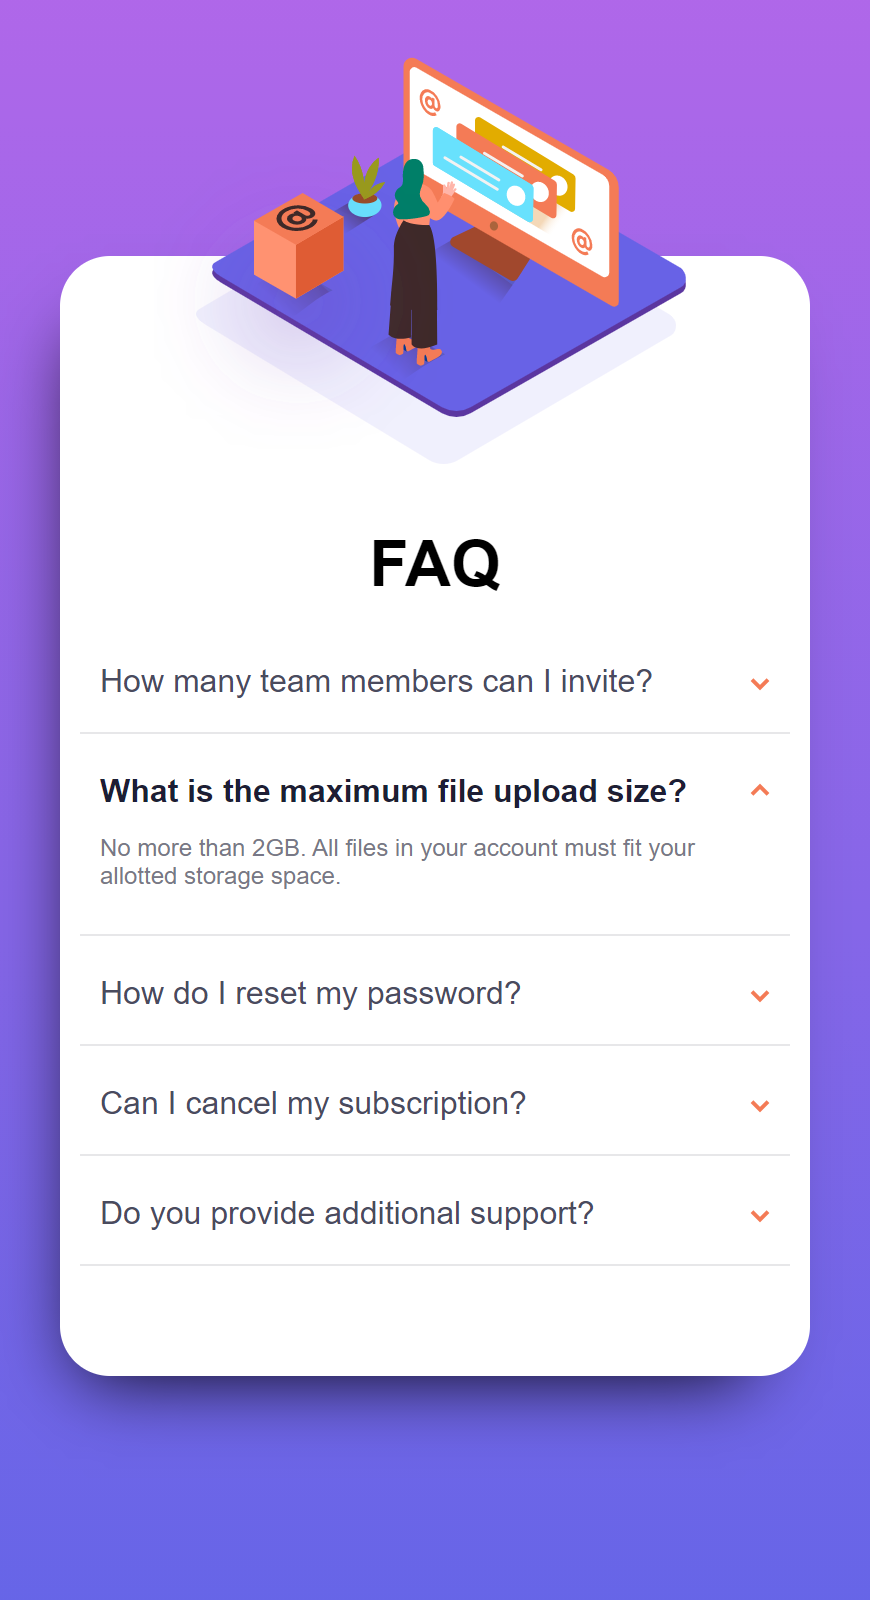 @
@
@
FAQ
How many team members can I invite?
What is the maximum file upload size?
No more than 2GB. All files in your account must fit your
allotted storage space.
How do I reset my password?
Can I cancel my subscription?
Do you provide additional support?